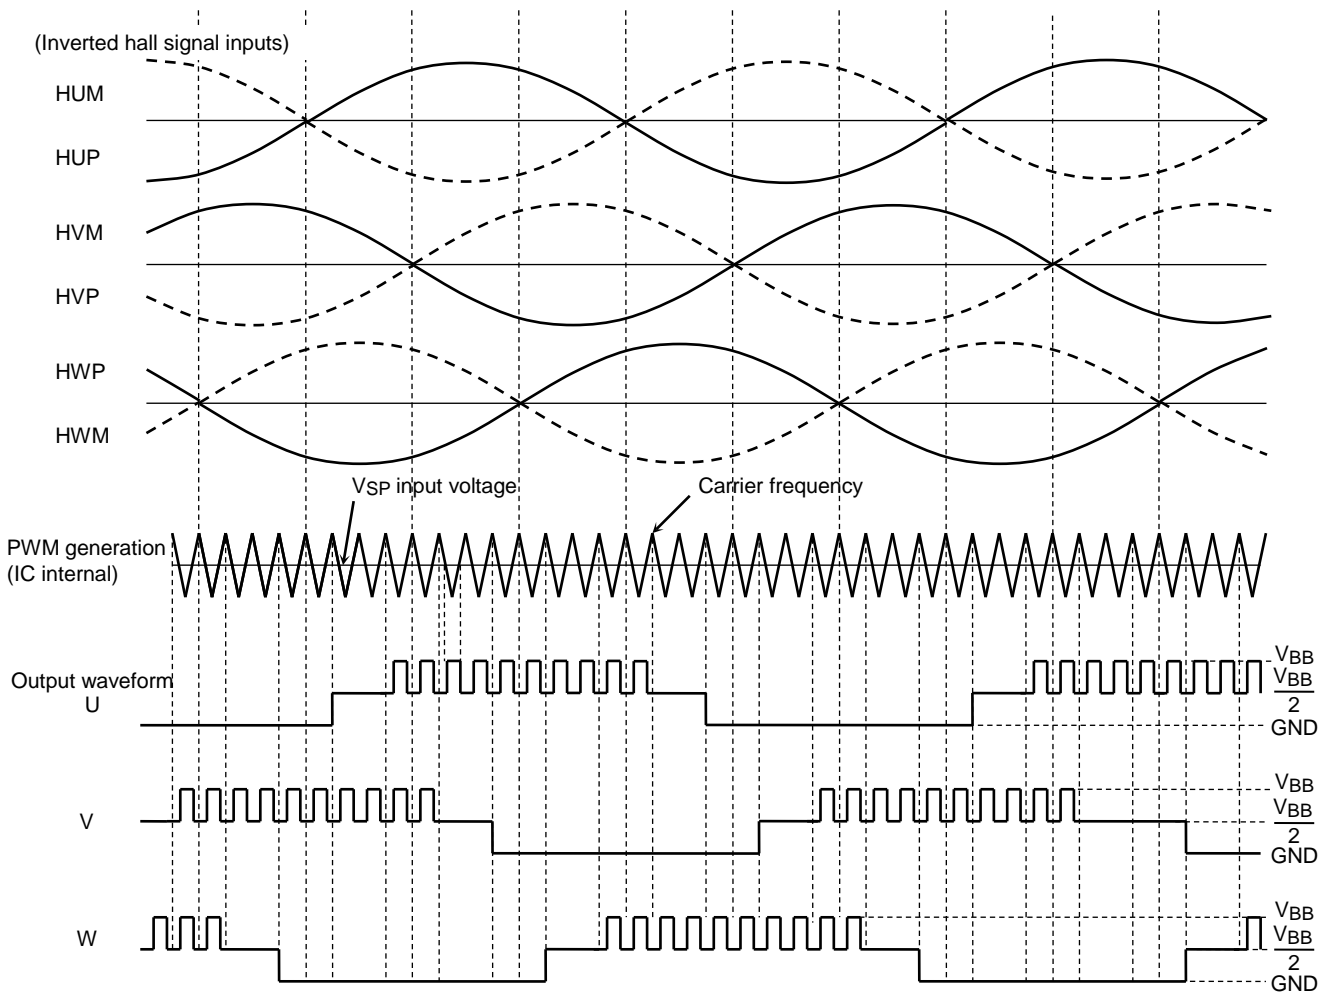 (Inverted hall signal inputs)
HUM
HUP
HVM
HVP
HWP
HWM
VSP input voltage
Carrier frequency
PWM generation
(IC internal)
Output waveform
U
VBB
VBB
2
GND
V
VBB
VBB
2
GND
W
VBB
VBB
2
GND